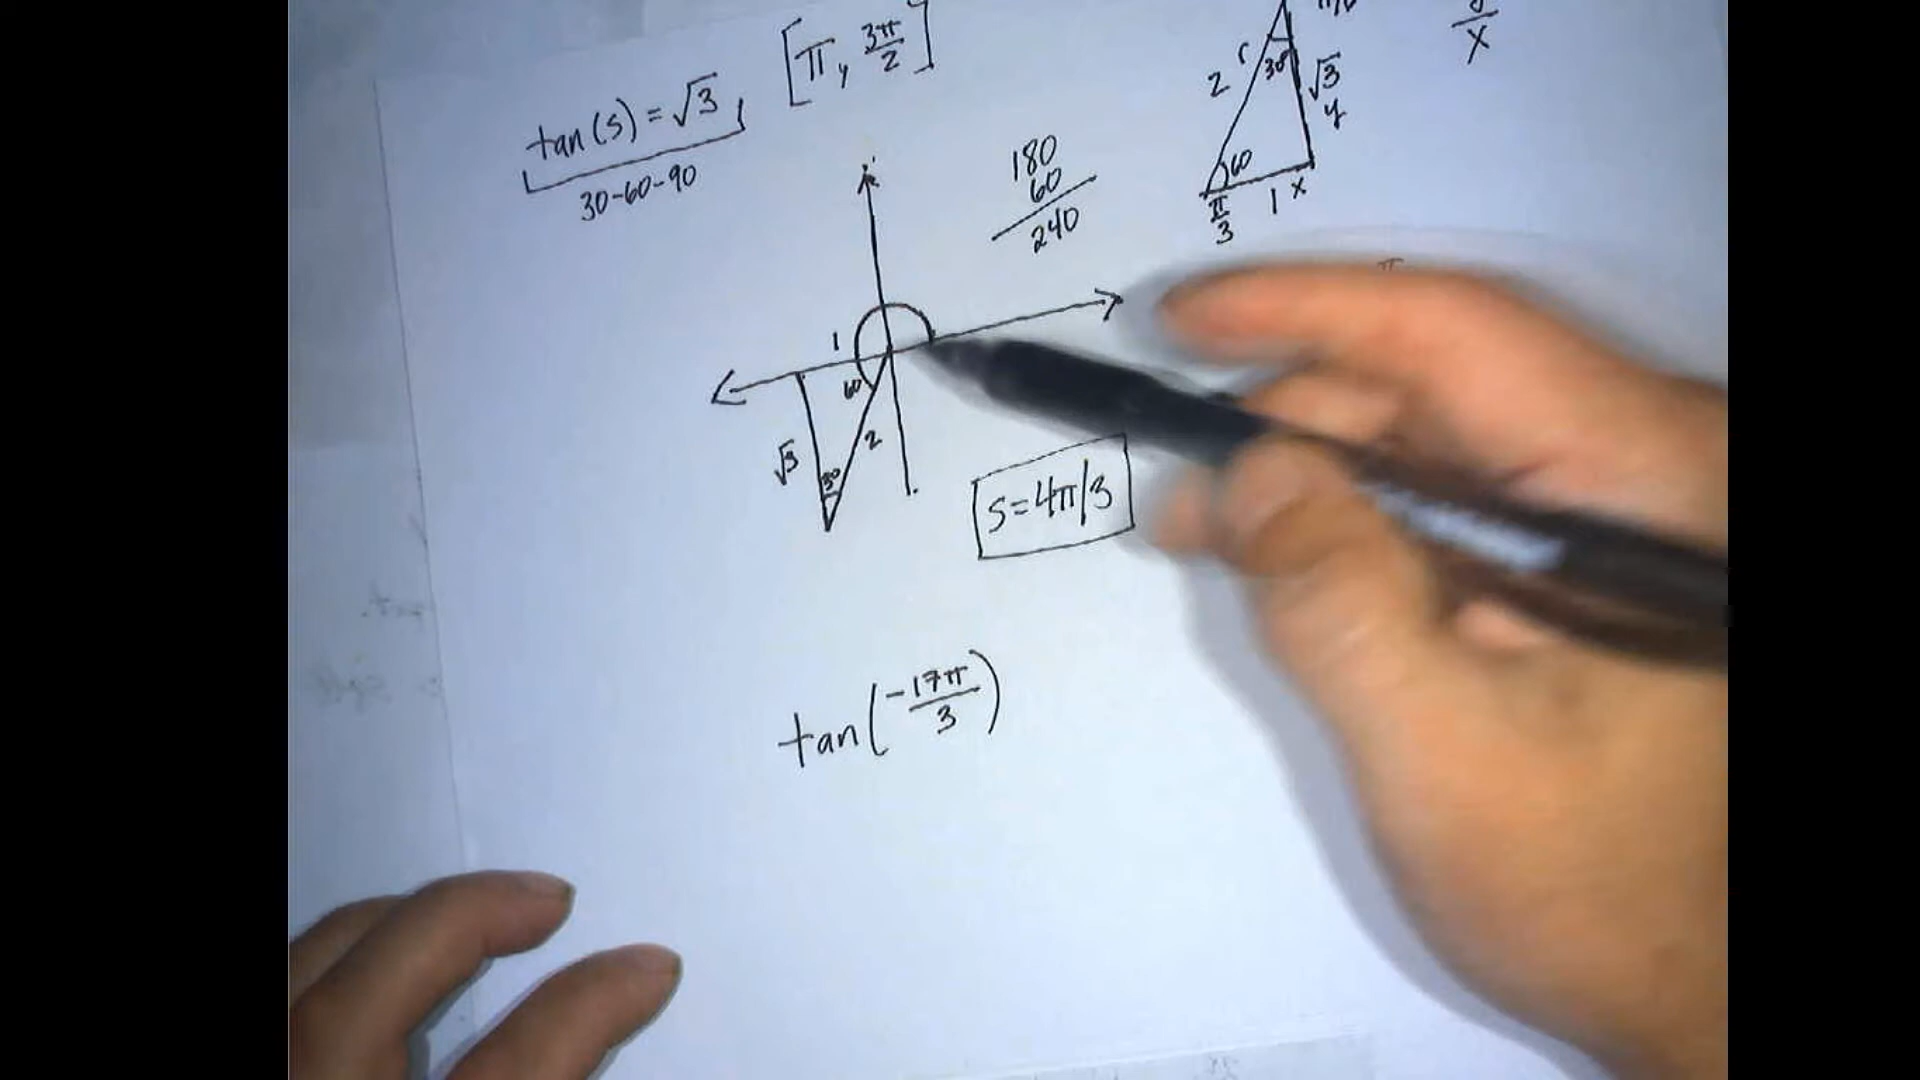 tan(s) = √3, [π, 3π/2]
30-60-90
180
60
240
2 r 30° √3 y
60
π/3 1 x
x
1
60
√3 30 2
s = 4π/3
tan(-17π/3)